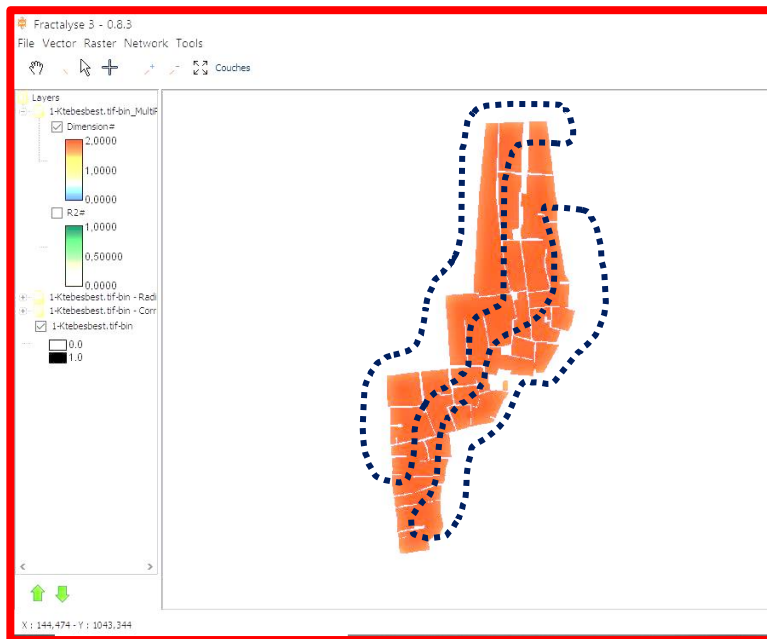 Fractalyse 3 - 0.8.3
File Vector Raster Network Tools
Couches
Layers
1-Ktebesbest.tif-bin_MultiF
Dimension#
2,0000
1,0000
0,0000
R2#
1,0000
0,50000
0,0000
1-Ktebesbest.tif-bin - Radi
1-Ktebesbest.tif-bin - Corr
1-Ktebesbest.tif-bin
0.0
1.0
X : 144,474 - Y : 1043,344